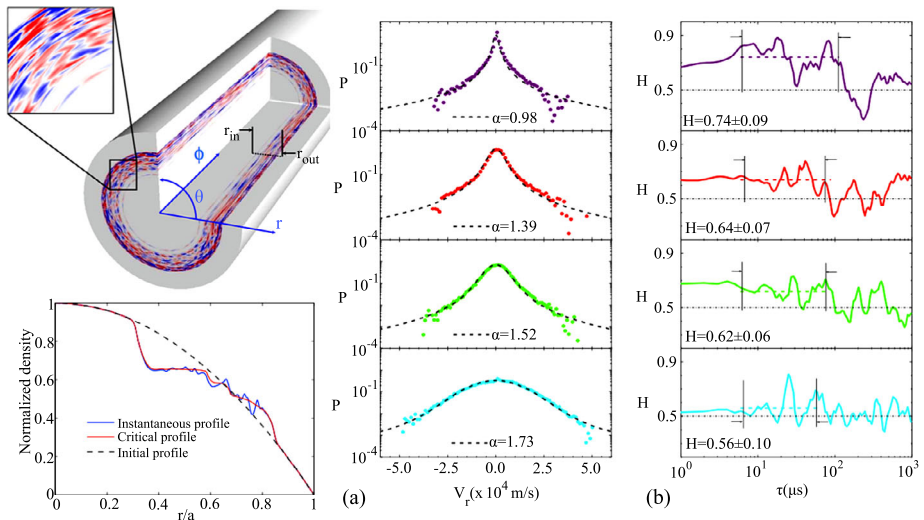 r_in
r_out
ϕ
θ
r
Normalized density
1
0.8
0.6
0.4
0.2
0
Instantaneous profile
Critical profile
Initial profile
0 0.2 0.4 0.6 0.8 1
r/a
(a)
P
10^-1
10^-4
α=0.98
P
10^-1
10^-4
α=1.39
P
10^-1
10^-4
α=1.52
P
10^-1
10^-4
α=1.73
-5.0 -2.5 0.0 2.5 5.0
V_r(x 10^4 m/s)
(b)
0.9
H
0.5
H=0.74±0.09
0.9
H
0.5
H=0.64±0.07
0.9
H
0.5
H=0.62±0.06
0.9
H
0.5
H=0.56±0.10
10^0 10^1 10^2 10^3
τ(μs)